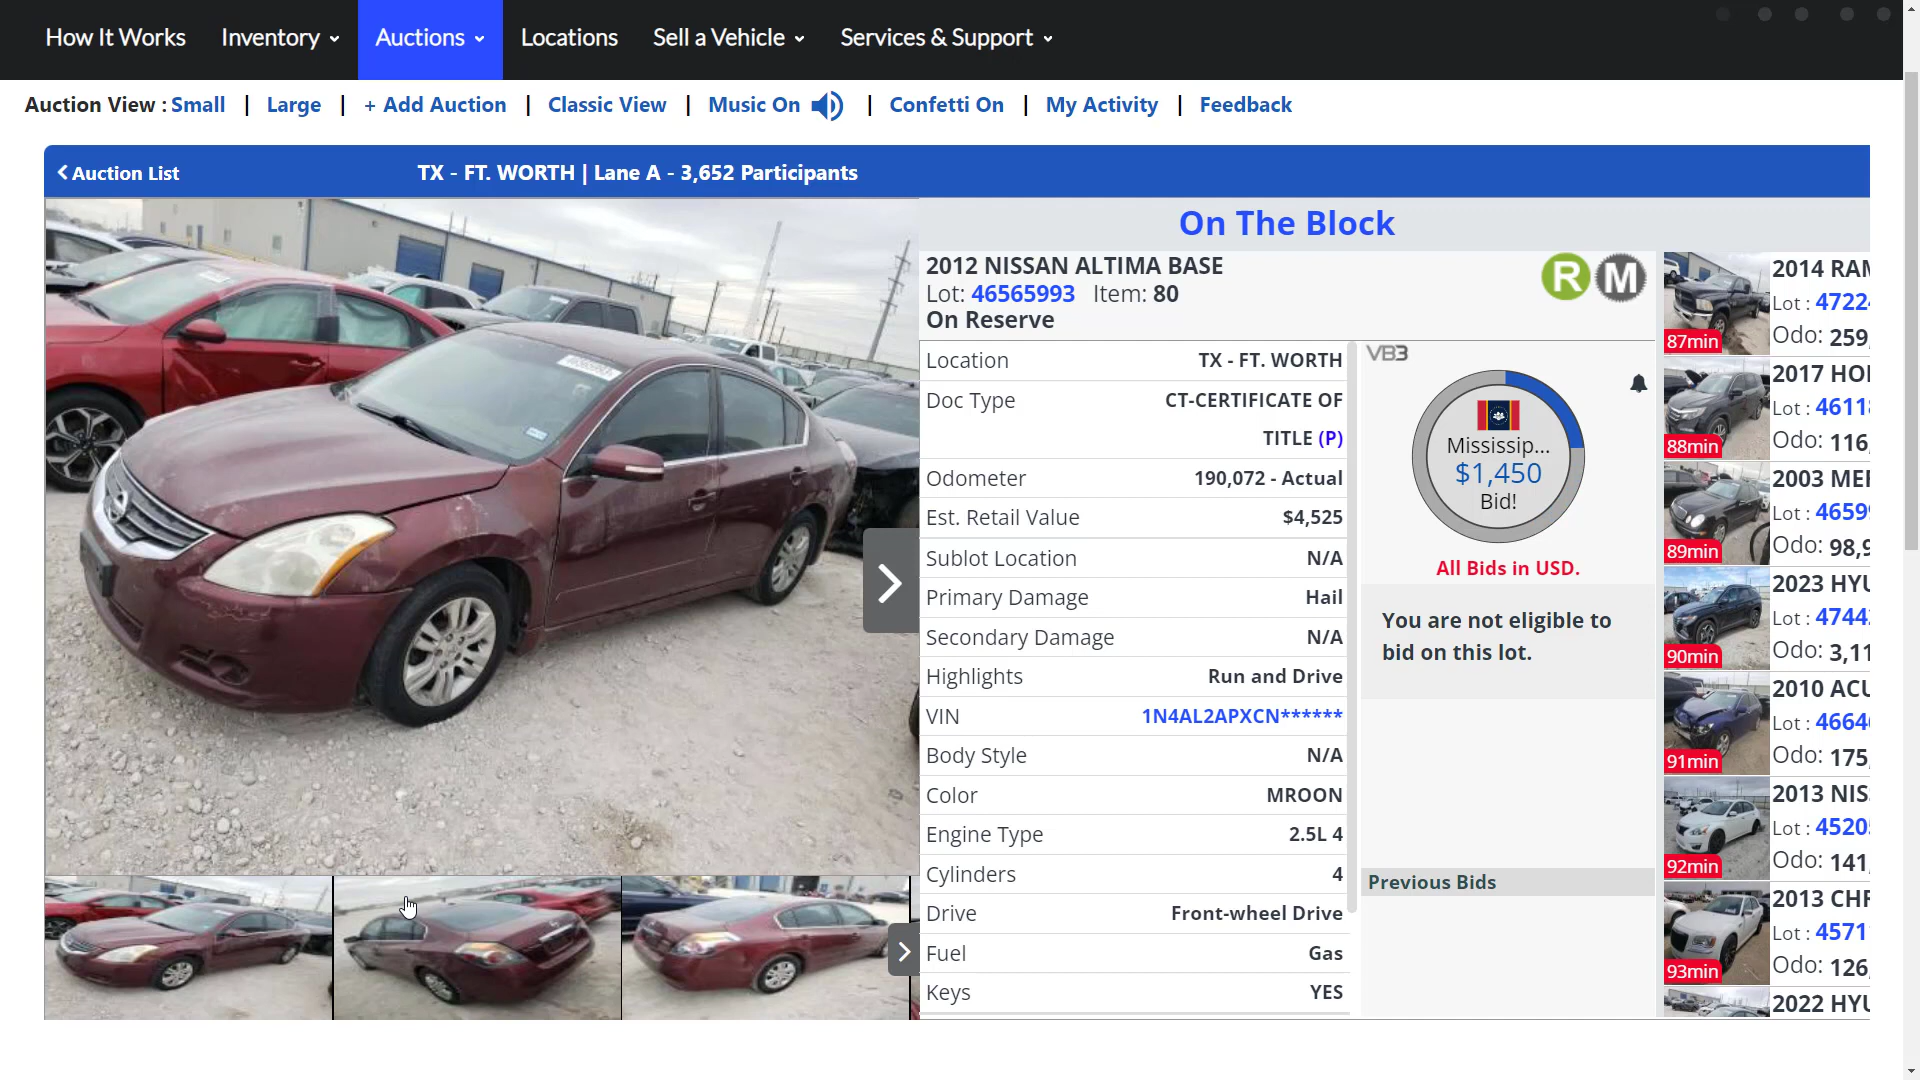 How It Works
Inventory
Auctions
Locations
Sell a Vehicle
Services & Support
Auction View : Small | Large | + Add Auction | Classic View | Music On | Confetti On | My Activity | Feedback
Auction List
TX - FT. WORTH | Lane A - 3,652 Participants
On The Block
2012 NISSAN ALTIMA BASE
Lot: 46565993 Item: 80
On Reserve
R M
Location TX - FT. WORTH
Doc Type CT-CERTIFICATE OF
TITLE (P)
Odometer 190,072 - Actual
Est. Retail Value $4,525
Sublot Location N/A
Primary Damage Hail
Secondary Damage N/A
Highlights Run and Drive
VIN 1N4AL2APXCN******
Body Style N/A
Color MROON
Engine Type 2.5L 4
Cylinders 4
Drive Front-wheel Drive
Fuel Gas
Keys YES
VB3
Mississip...
$1,450
Bid!
All Bids in USD.
You are not eligible to
bid on this lot.
Previous Bids
87min
2014 RAM
Lot : 4722
Odo: 259,
88min
2017 HO
Lot : 4611
Odo: 116,
89min
2003 MER
Lot : 4659
Odo: 98,9
90min
2023 HYU
Lot : 4744
Odo: 3,11
91min
2010 ACU
Lot : 4664
Odo: 175,
92min
2013 NIS
Lot : 4520
Odo: 141,
93min
2013 CHR
Lot : 4571
Odo: 126,
2022 HYU